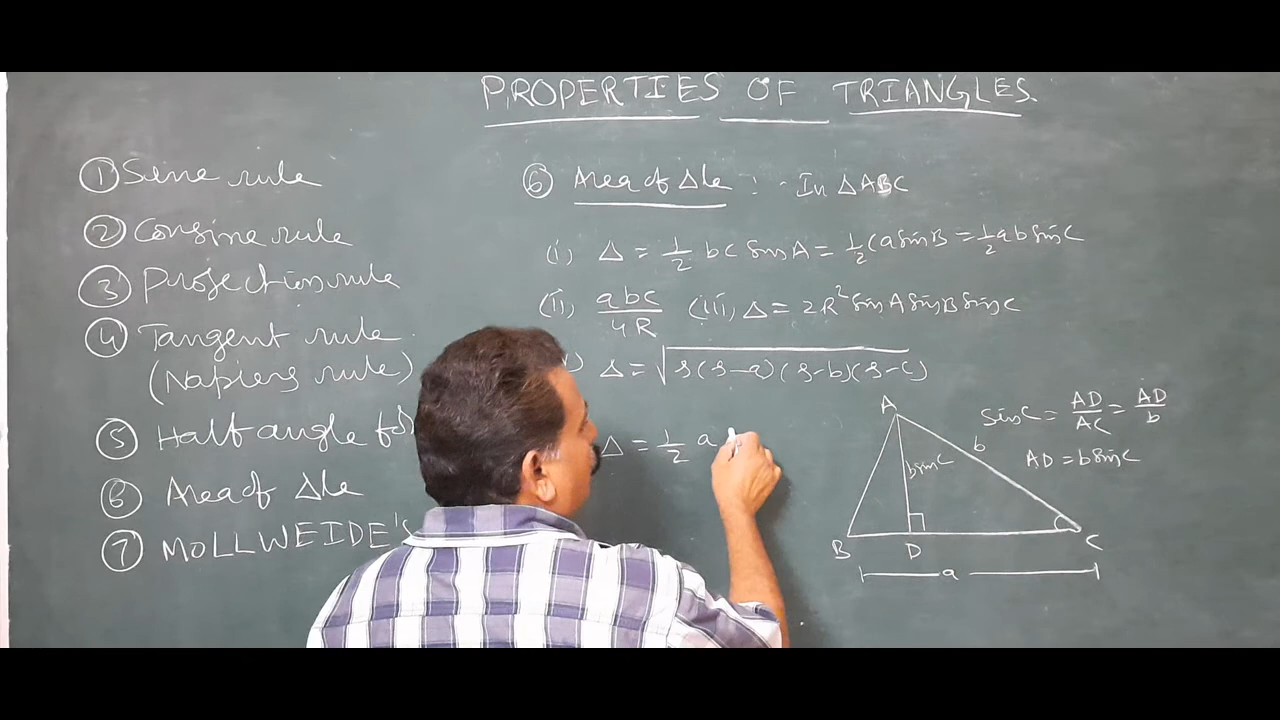 PROPERTIES OF TRIANGLES.
① Sine rule
② Consine rule
③ Projection rule
④ Tangent rule.
(Napiers rule)
⑤ Half angle
⑥ Area of Δle
⑦ MOLLWEIDE's
⑥ Area of Δle : - In ΔABC
(i) Δ = 1/2 bc sin A = 1/2 ca sin B = 1/2 ab sin C
(ii) abc/4R (iii) Δ = 2R² sin A sin B sin C
Δ = √s(s-a)(s-b)(s-c)
Δ = 1/2 a
A
sin C = AD/AC = AD/b
b
AD = b sin C
b sin C
B D C
a